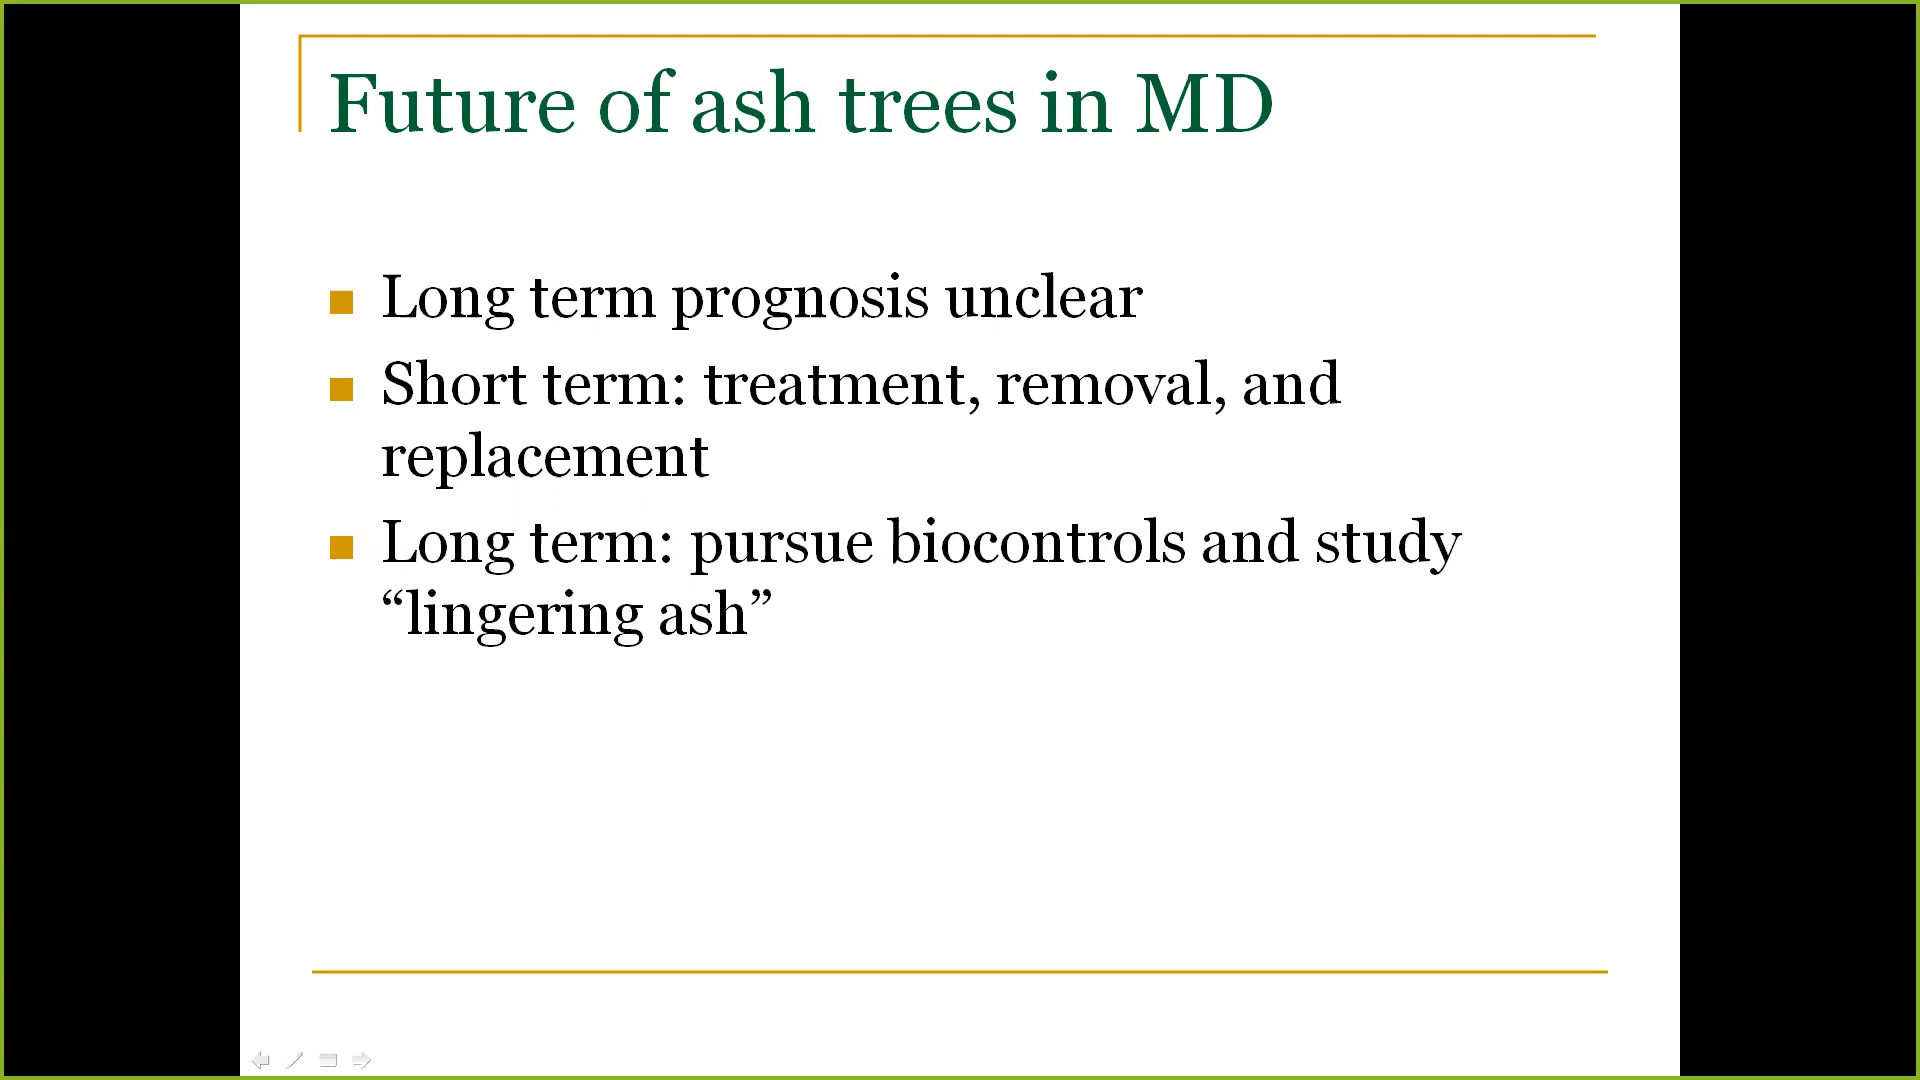 Future of ash trees in MD
Long term prognosis unclear
Short term: treatment, removal, and
replacement
Long term: pursue biocontrols and study
“lingering ash”